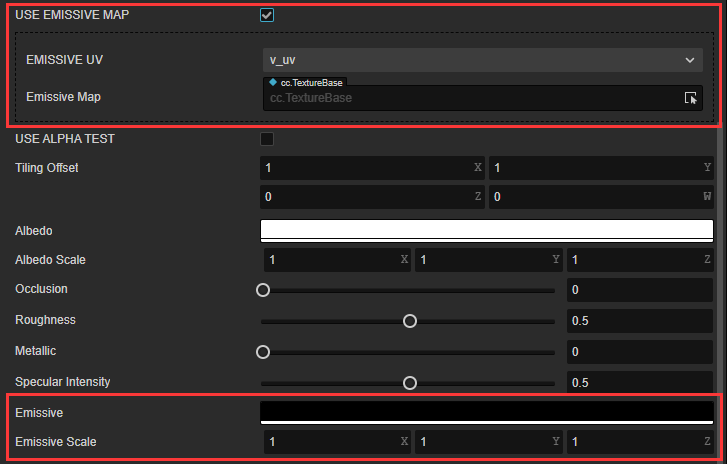 USE EMISSIVE MAP
EMISSIVE UV v_uv
cc.TextureBase
Emissive Map cc.TextureBase
USE ALPHA TEST
Tiling Offset 1 X 1 Y
0 Z 0 W
Albedo
Albedo Scale 1 X 1 Y 1 Z
Occlusion 0
Roughness 0.5
Metallic 0
Specular Intensity 0.5
Emissive
Emissive Scale 1 X 1 Y 1 Z